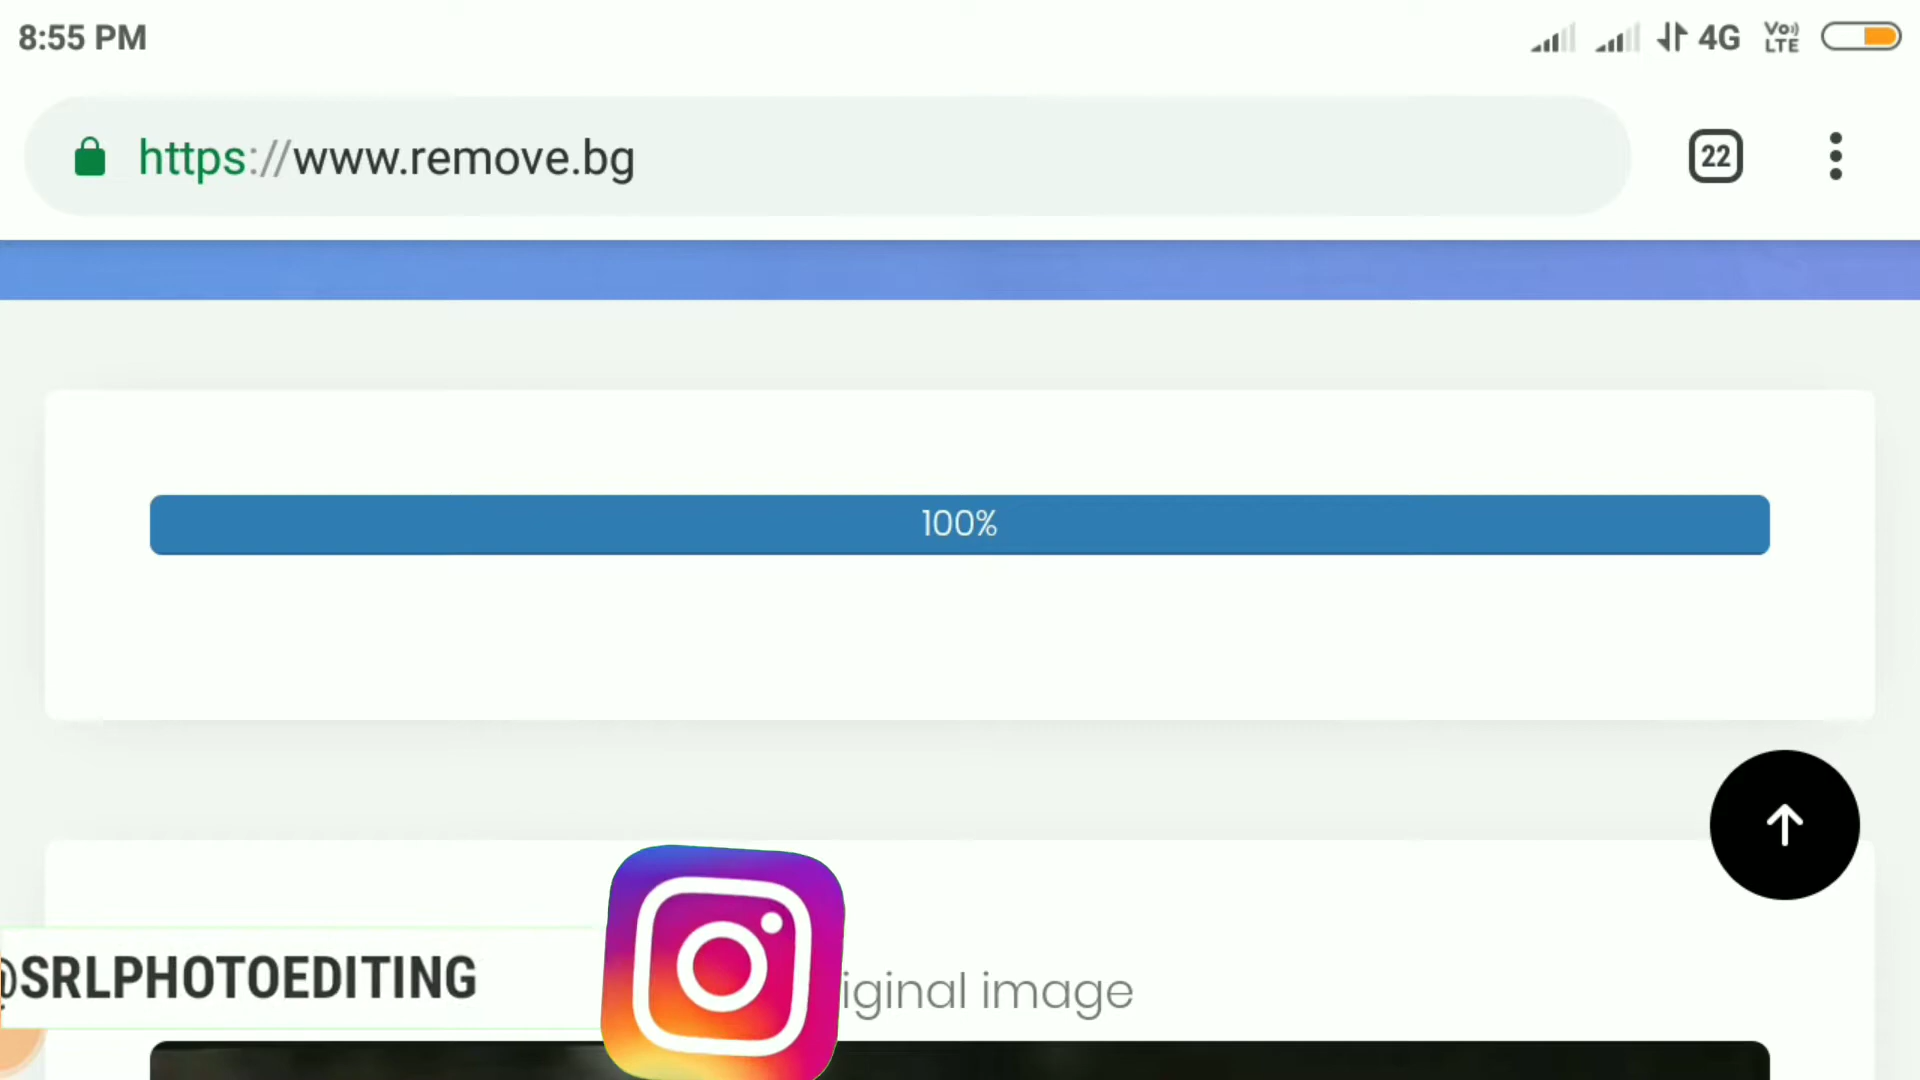 8:55 PM 4G Vo)) LTE
https://www.remove.bg 22
100%
@SRLPHOTOEDITING
iginal image